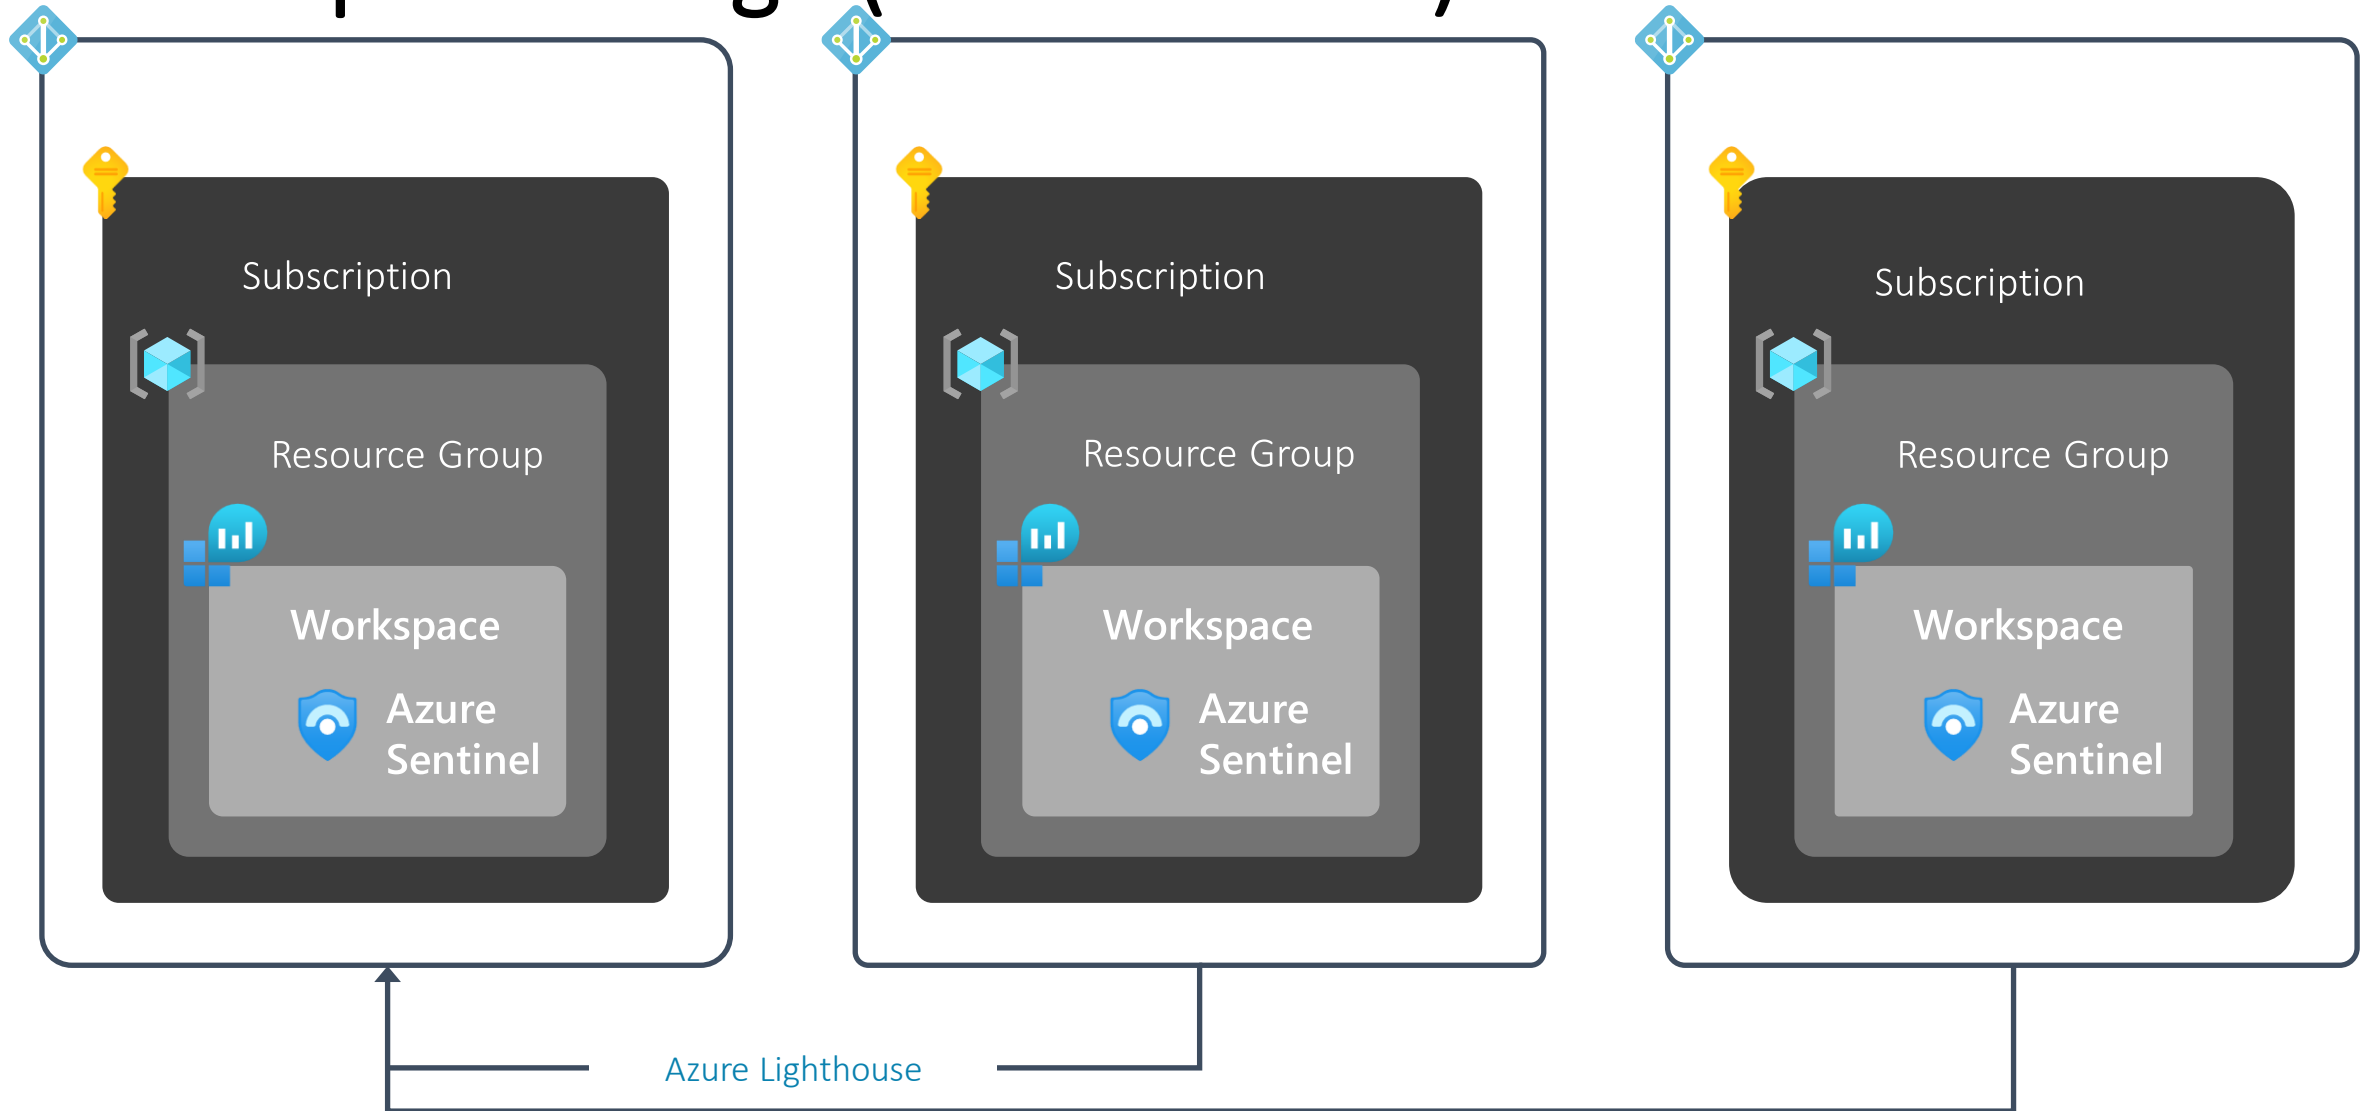 Subscription
Resource Group
Workspace
Azure
Sentinel
Subscription
Resource Group
Workspace
Azure
Sentinel
Subscription
Resource Group
Workspace
Azure
Sentinel
Azure Lighthouse